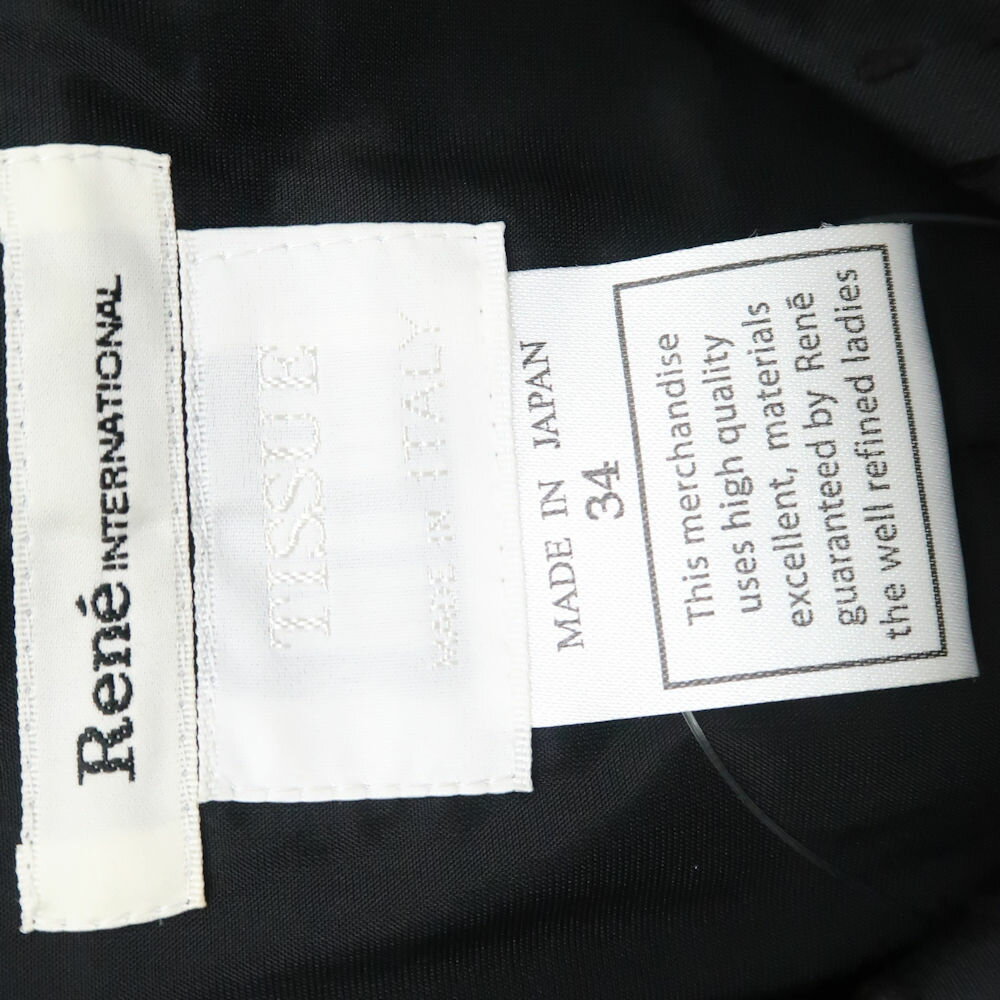 René INTERNATIONAL
TISSUE
MADE IN ITALY
MADE IN JAPAN
34
This merchandise
uses high quality
excellent, materials
guaranteed by René
the well refined ladies